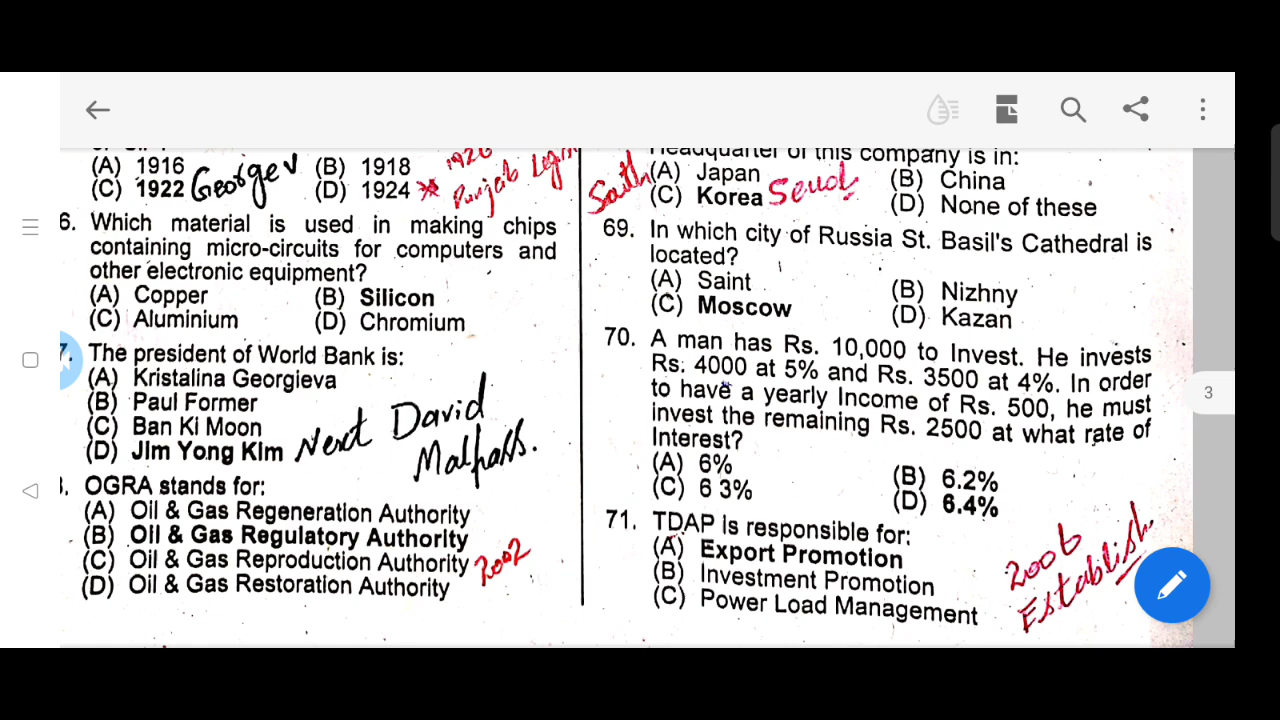 (A) 1916 (B) 1918
(C) 1922 George V (D) 1924
1920 Punjab
6. Which material is used in making chips
containing micro-circuits for computers and
other electronic equipment?
(A) Copper (B) Silicon
(C) Aluminium (D) Chromium
7. The president of World Bank is:
(A) Kristalina Georgieva
(B) Paul Former
(C) Ban Ki Moon
(D) Jim Yong Kim Next David
Malpass.
OGRA stands for:
(A) Oil & Gas Regeneration Authority
(B) Oil & Gas Regulatory Authority
(C) Oil & Gas Reproduction Authority 2002
(D) Oil & Gas Restoration Authority
Headquarter of this company is in:
(A) Japan (B) China
South (C) Korea Seoul (D) None of these
69. In which city of Russia St. Basil's Cathedral is
located?
(A) Saint (B) Nizhny
(C) Moscow (D) Kazan
70. A man has Rs. 10,000 to Invest. He invests
Rs. 4000 at 5% and Rs. 3500 at 4%. In order
to have a yearly Income of Rs. 500, he must
invest the remaining Rs. 2500 at what rate of
Interest?
(A) 6% (B) 6.2%
(C) 6 3% (D) 6.4%
71. TDAP is responsible for:
(A) Export Promotion
(B) Investment Promotion
(C) Power Load Management
2006
Establish
3